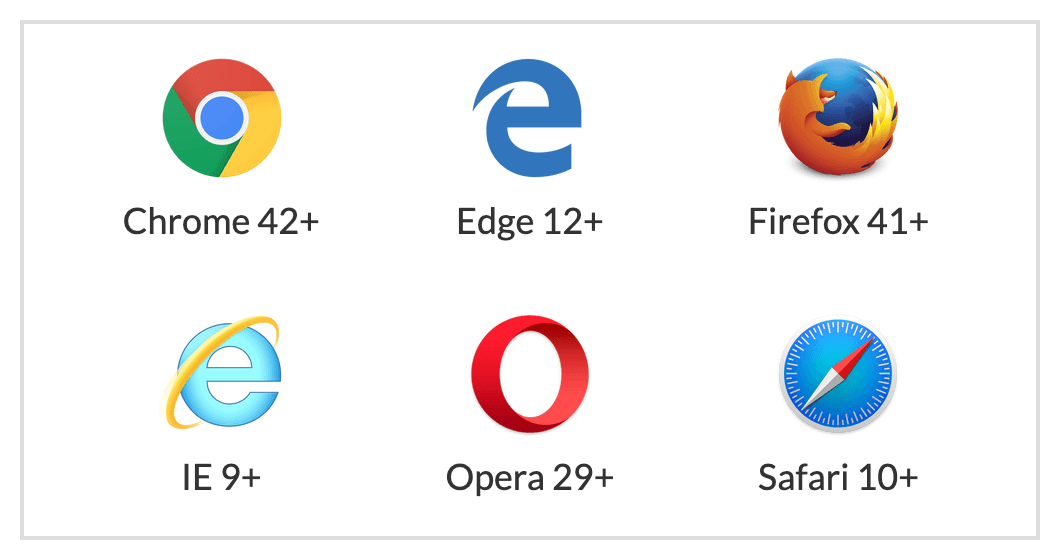 Chrome 42+
Edge 12+
Firefox 41+
IE 9+
Opera 29+
Safari 10+